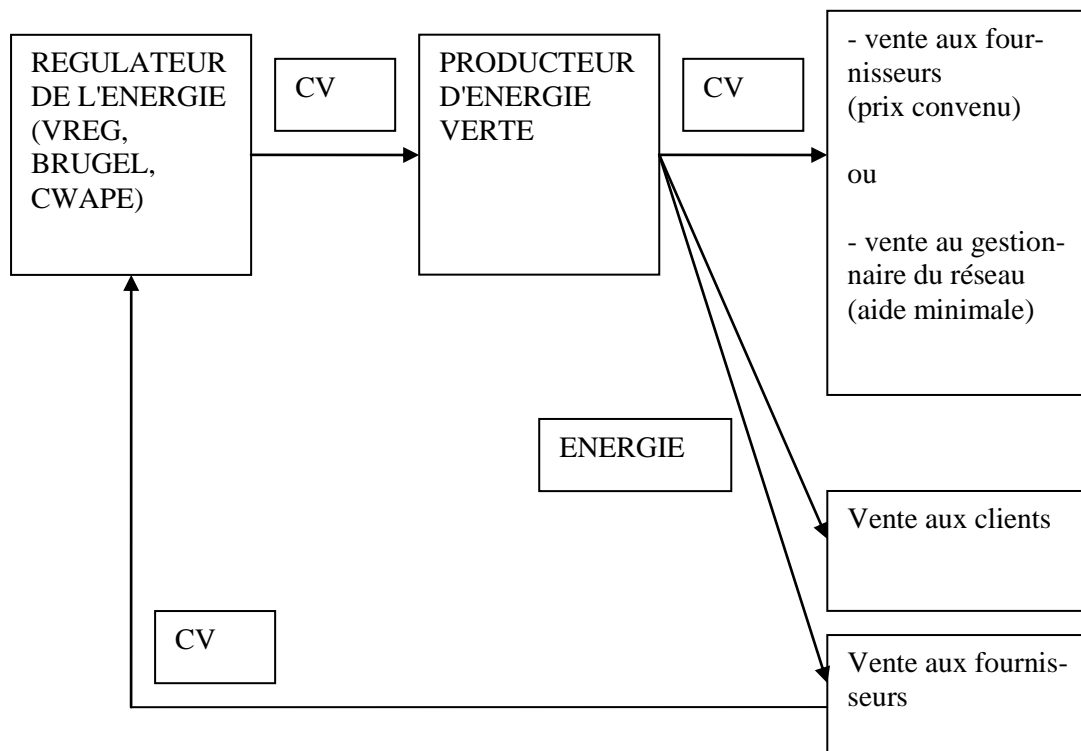 REGULATEUR
DE L'ENERGIE
(VREG,
BRUGEL,
CWAPE)
CV
PRODUCTEUR
D'ENERGIE
VERTE
CV
- vente aux four-
nisseurs
(prix convenu)
ou
- vente au gestion-
naire du réseau
(aide minimale)
ENERGIE
Vente aux clients
CV
Vente aux fournis-
seurs